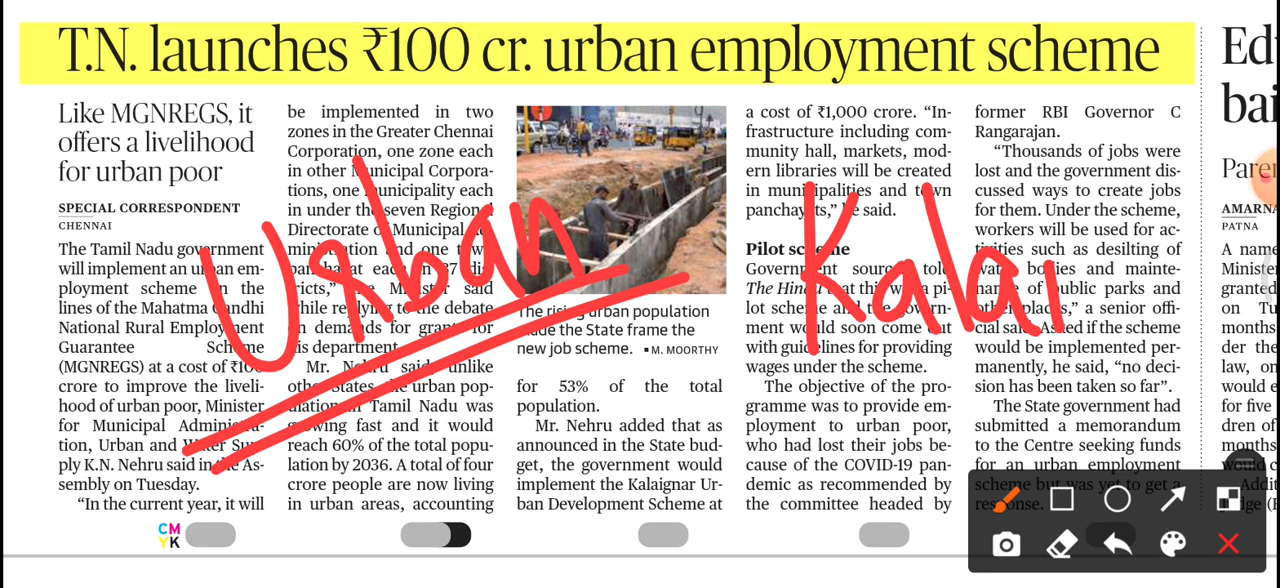 T.N. launches ₹100 cr. urban employment scheme
Like MGNREGS, it
offers a livelihood
for urban poor
SPECIAL CORRESPONDENT
CHENNAI
The Tamil Nadu government
will implement an urban em-
ployment scheme on the
lines of the Mahatma Gandhi
National Rural Employment
Guarantee Scheme
(MGNREGS) at a cost of ₹100
crore to improve the liveli-
hood of urban poor, Minister
for Municipal Administra-
tion, Urban and Water Sup-
ply K.N. Nehru said in the As-
sembly on Tuesday.
“In the current year, it will
be implemented in two
zones in the Greater Chennai
Corporation, one zone each
in other Municipal Corpora-
tions, one municipality each
in under the seven Regional
Directorate of Municipal Ad-
ministration and one town
panchayat each in 37 dis-
tricts,” the Minister said
while replying to the debate
on demands for grants for
his department.
Mr. Nehru said unlike
other States, the urban pop-
ulation in Tamil Nadu was
growing fast and it would
reach 60% of the total popu-
lation by 2036. A total of four
crore people are now living
in urban areas, accounting
The rising urban population
made the State frame the
new job scheme. ▪ M. MOORTHY
for 53% of the total
population.
Mr. Nehru added that as
announced in the State bud-
get, the government would
implement the Kalaignar Ur-
ban Development Scheme at
a cost of ₹1,000 crore. “In-
frastructure including com-
munity hall, markets, mod-
ern libraries will be created
in municipalities and town
panchayats,” he said.
Pilot scheme
Government sources told
The Hindu that this was a pi-
lot scheme and the govern-
ment would soon come out
with guidelines for providing
wages under the scheme.
The objective of the pro-
gramme was to provide em-
ployment to urban poor,
who had lost their jobs be-
cause of the COVID-19 pan-
demic as recommended by
the committee headed by
former RBI Governor C
Rangarajan.
“Thousands of jobs were
lost and the government dis-
cussed ways to create jobs
for them. Under the scheme,
workers will be used for ac-
tivities such as desilting of
water bodies and mainte-
nance of public parks and
other places,” a senior offi-
cial said. Asked if the scheme
would be implemented per-
manently, he said, “no deci-
sion has been taken so far”.
The State government had
submitted a memorandum
to the Centre seeking funds
for an urban employment
scheme but was yet to get a
response.
Urban
Kalai
CM
YK
PATNA
A name
Minister
granted
on Tu
months
der the
law, on
would e
for five
dren of
months